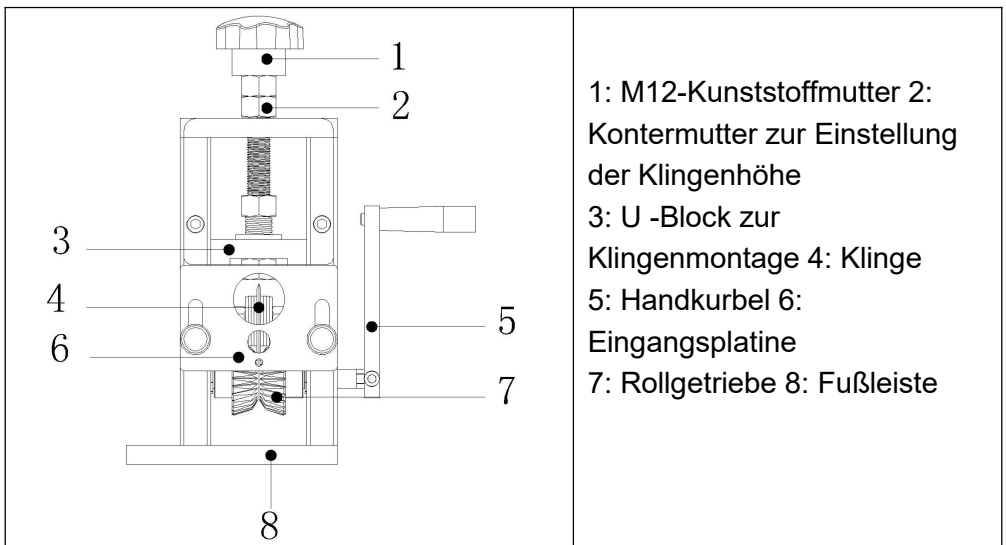 1
2
3
4
5
6
7
8
1: M12-Kunststoffmutter 2:
Kontermutter zur Einstellung
der Klingenhöhe
3: U -Block zur
Klingenmontage 4: Klinge
5: Handkurbel 6:
Eingangsplatine
7: Rollgetriebe 8: Fußleiste